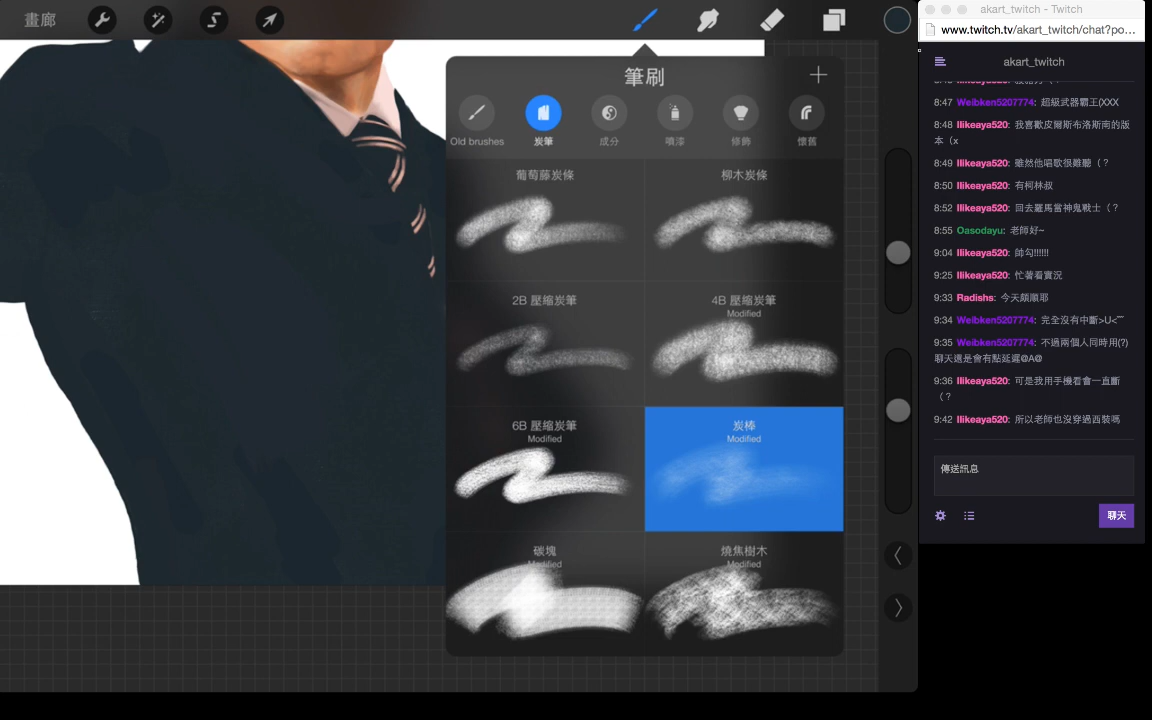 畫廊
筆刷
Old brushes
炭筆
成分
噴漆
修飾
懷舊
葡萄藤炭條
柳木炭條
2B 壓縮炭筆
4B 壓縮炭筆
Modified
6B 壓縮炭筆
Modified
炭棒
Modified
碳塊
Modified
燒焦樹木
Modified
akart_twitch - Twitch
www.twitch.tv/akart_twitch/chat?po...
akart_twitch
8:47 Weibken5207774: 超級武器霸王(XXX
8:48 Ilikeaya520: 我喜歡皮爾斯布洛斯南的版
本（x
8:49 Ilikeaya520: 雖然他唱歌很難聽（？
8:50 Ilikeaya520: 有柯林叔
8:52 Ilikeaya520: 回去羅馬當神鬼戰士（？
8:55 Oasodayu: 老師好~
9:04 Ilikeaya520: 帥勾!!!!!!
9:25 Ilikeaya520: 忙著看實況
9:33 Radishs: 今天頗順耶
9:34 Weibken5207774: 完全沒有中斷>U<~~
9:35 Weibken5207774: 不過兩個人同時用(?)
聊天還是會有點延遲@A@
9:36 Ilikeaya520: 可是我用手機看會一直斷
（？
9:42 Ilikeaya520: 所以老師也沒穿過西裝嗎
傳送訊息
聊天